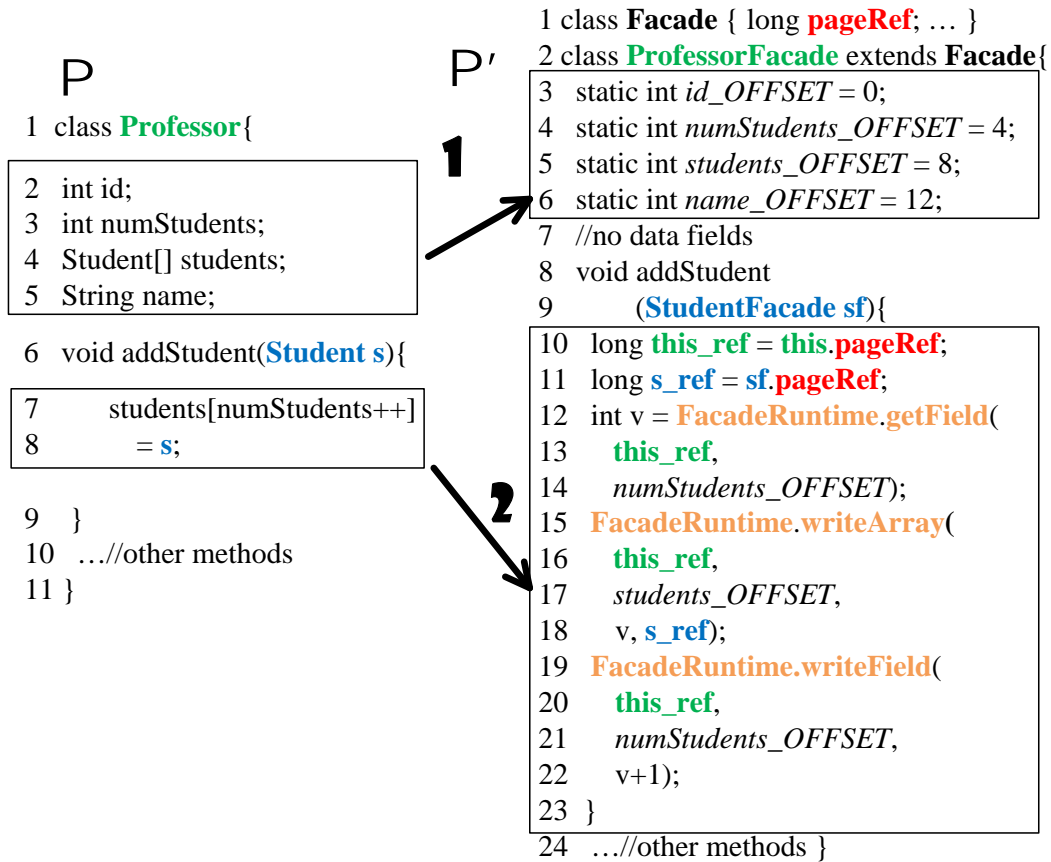 P
1 class Professor{
2 int id;
3 int numStudents;
4 Student[] students;
5 String name;
6 void addStudent(Student s){
7 students[numStudents++]
8 = s;
9 }
10 …//other methods
11 }
1
2
P′
1 class Facade { long pageRef; … }
2 class ProfessorFacade extends Facade{
3 static int id_OFFSET = 0;
4 static int numStudents_OFFSET = 4;
5 static int students_OFFSET = 8;
6 static int name_OFFSET = 12;
7 //no data fields
8 void addStudent
9 (StudentFacade sf){
10 long this_ref = this.pageRef;
11 long s_ref = sf.pageRef;
12 int v = FacadeRuntime.getField(
13 this_ref,
14 numStudents_OFFSET);
15 FacadeRuntime.writeArray(
16 this_ref,
17 students_OFFSET,
18 v, s_ref);
19 FacadeRuntime.writeField(
20 this_ref,
21 numStudents_OFFSET,
22 v+1);
23 }
24 …//other methods }